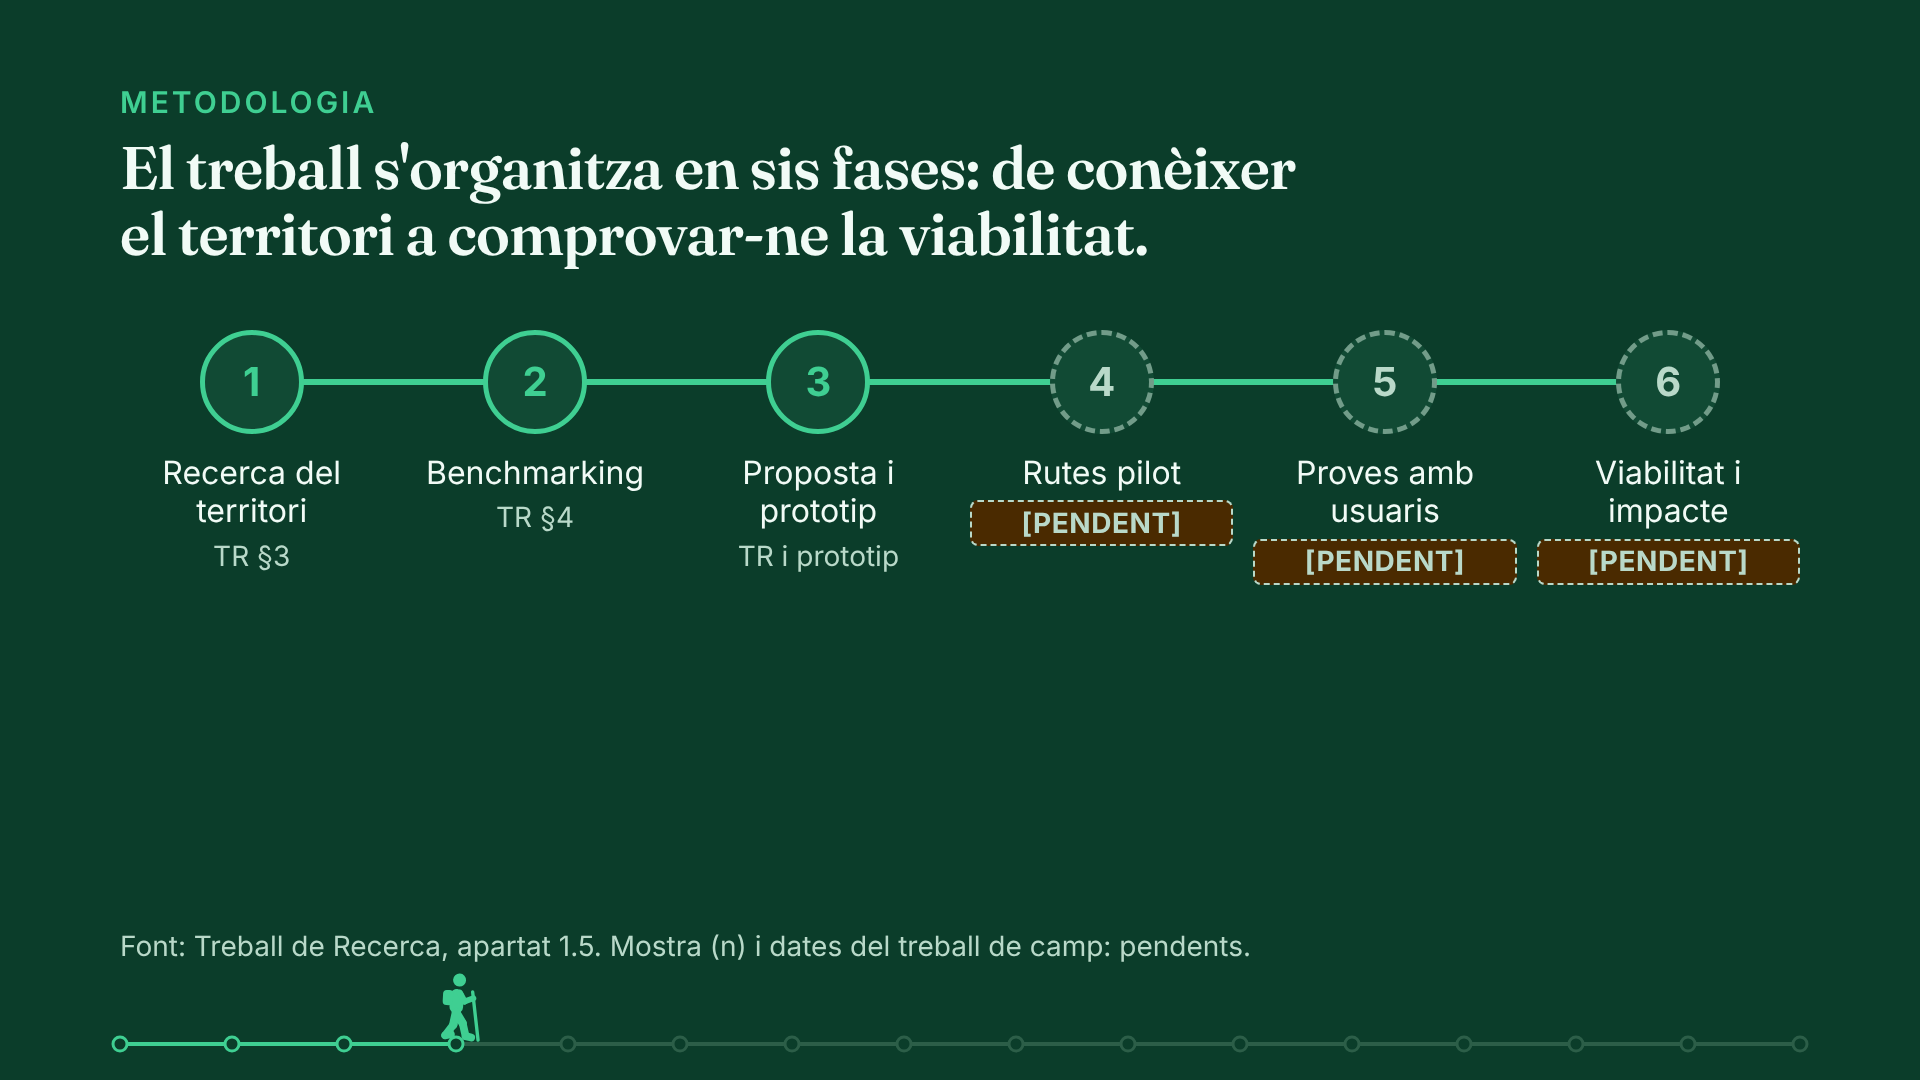 METODOLOGIA
El treball s'organitza en sis fases: de conèixer
el territori a comprovar-ne la viabilitat.
1
Recerca del
territori
TR §3
2
Benchmarking
TR §4
3
Proposta i
prototip
TR i prototip
4
Rutes pilot
[PENDENT]
5
Proves amb
usuaris
[PENDENT]
6
Viabilitat i
impacte
[PENDENT]
Font: Treball de Recerca, apartat 1.5. Mostra (n) i dates del treball de camp: pendents.